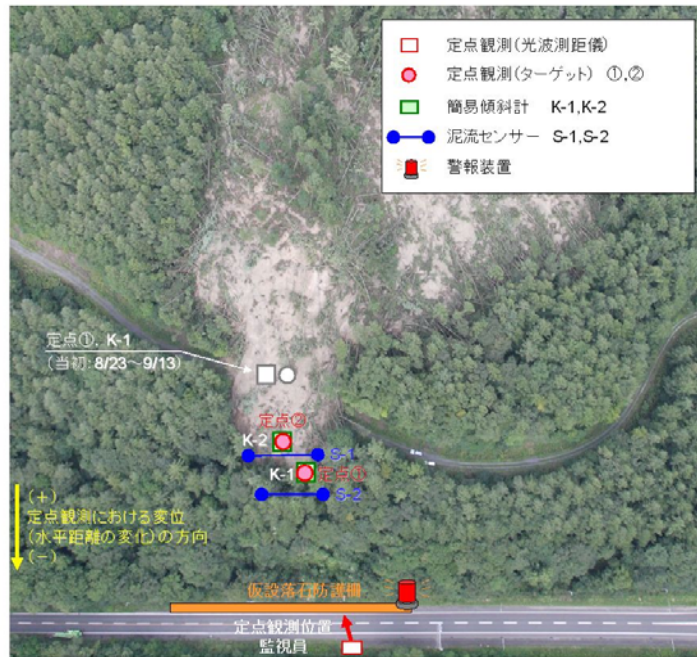 定点観測(光波測距儀)
定点観測(ターゲット) ①,②
簡易傾斜計 K-1,K-2
泥流センサー S-1,S-2
警報装置
定点①, K-1
(当初:8/23～9/13)
定点②
K-2
S-1
K-1
定点①
S-2
(+)
定点観測における変位
(水平距離の変化)の方向
(−)
仮設落石防護柵
定点観測位置
監視員